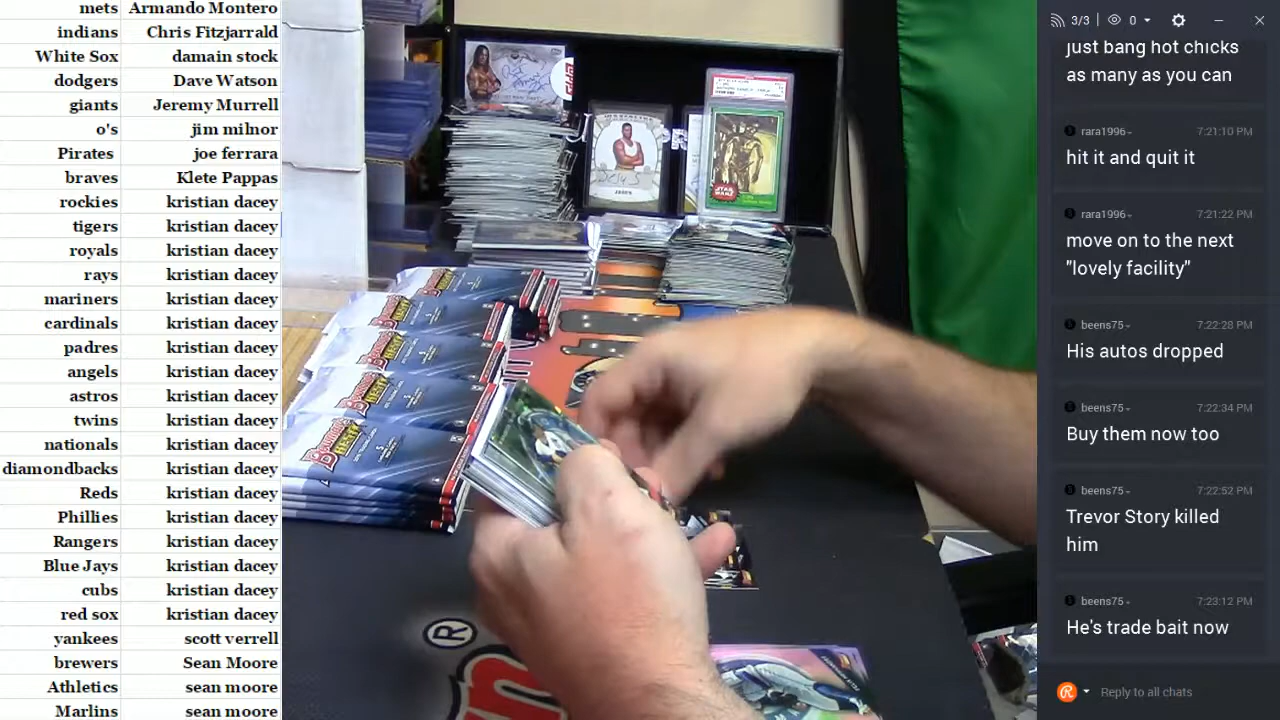 mets Armando Montero
indians Chris Fitzjarrald
White Sox damain stock
dodgers Dave Watson
giants Jeremy Murrell
o's jim milnor
Pirates joe ferrara
braves Klete Pappas
rockies kristian dacey
tigers kristian dacey
royals kristian dacey
rays kristian dacey
mariners kristian dacey
cardinals kristian dacey
padres kristian dacey
angels kristian dacey
astros kristian dacey
twins kristian dacey
nationals kristian dacey
diamondbacks kristian dacey
Reds kristian dacey
Phillies kristian dacey
Rangers kristian dacey
Blue Jays kristian dacey
cubs kristian dacey
red sox kristian dacey
yankees scott verrell
brewers Sean Moore
Athletics sean moore
Marlins sean moore
STAR
WARS
BOWMAN'S
BEST
5
®
3/3 0
just bang hot chicks
as many as you can
rara1996 7:21:10 PM
hit it and quit it
rara1996 7:21:22 PM
move on to the next
"lovely facility"
beens75 7:22:28 PM
His autos dropped
beens75 7:22:34 PM
Buy them now too
beens75 7:22:52 PM
Trevor Story killed
him
beens75 7:23:12 PM
He's trade bait now
Reply to all chats